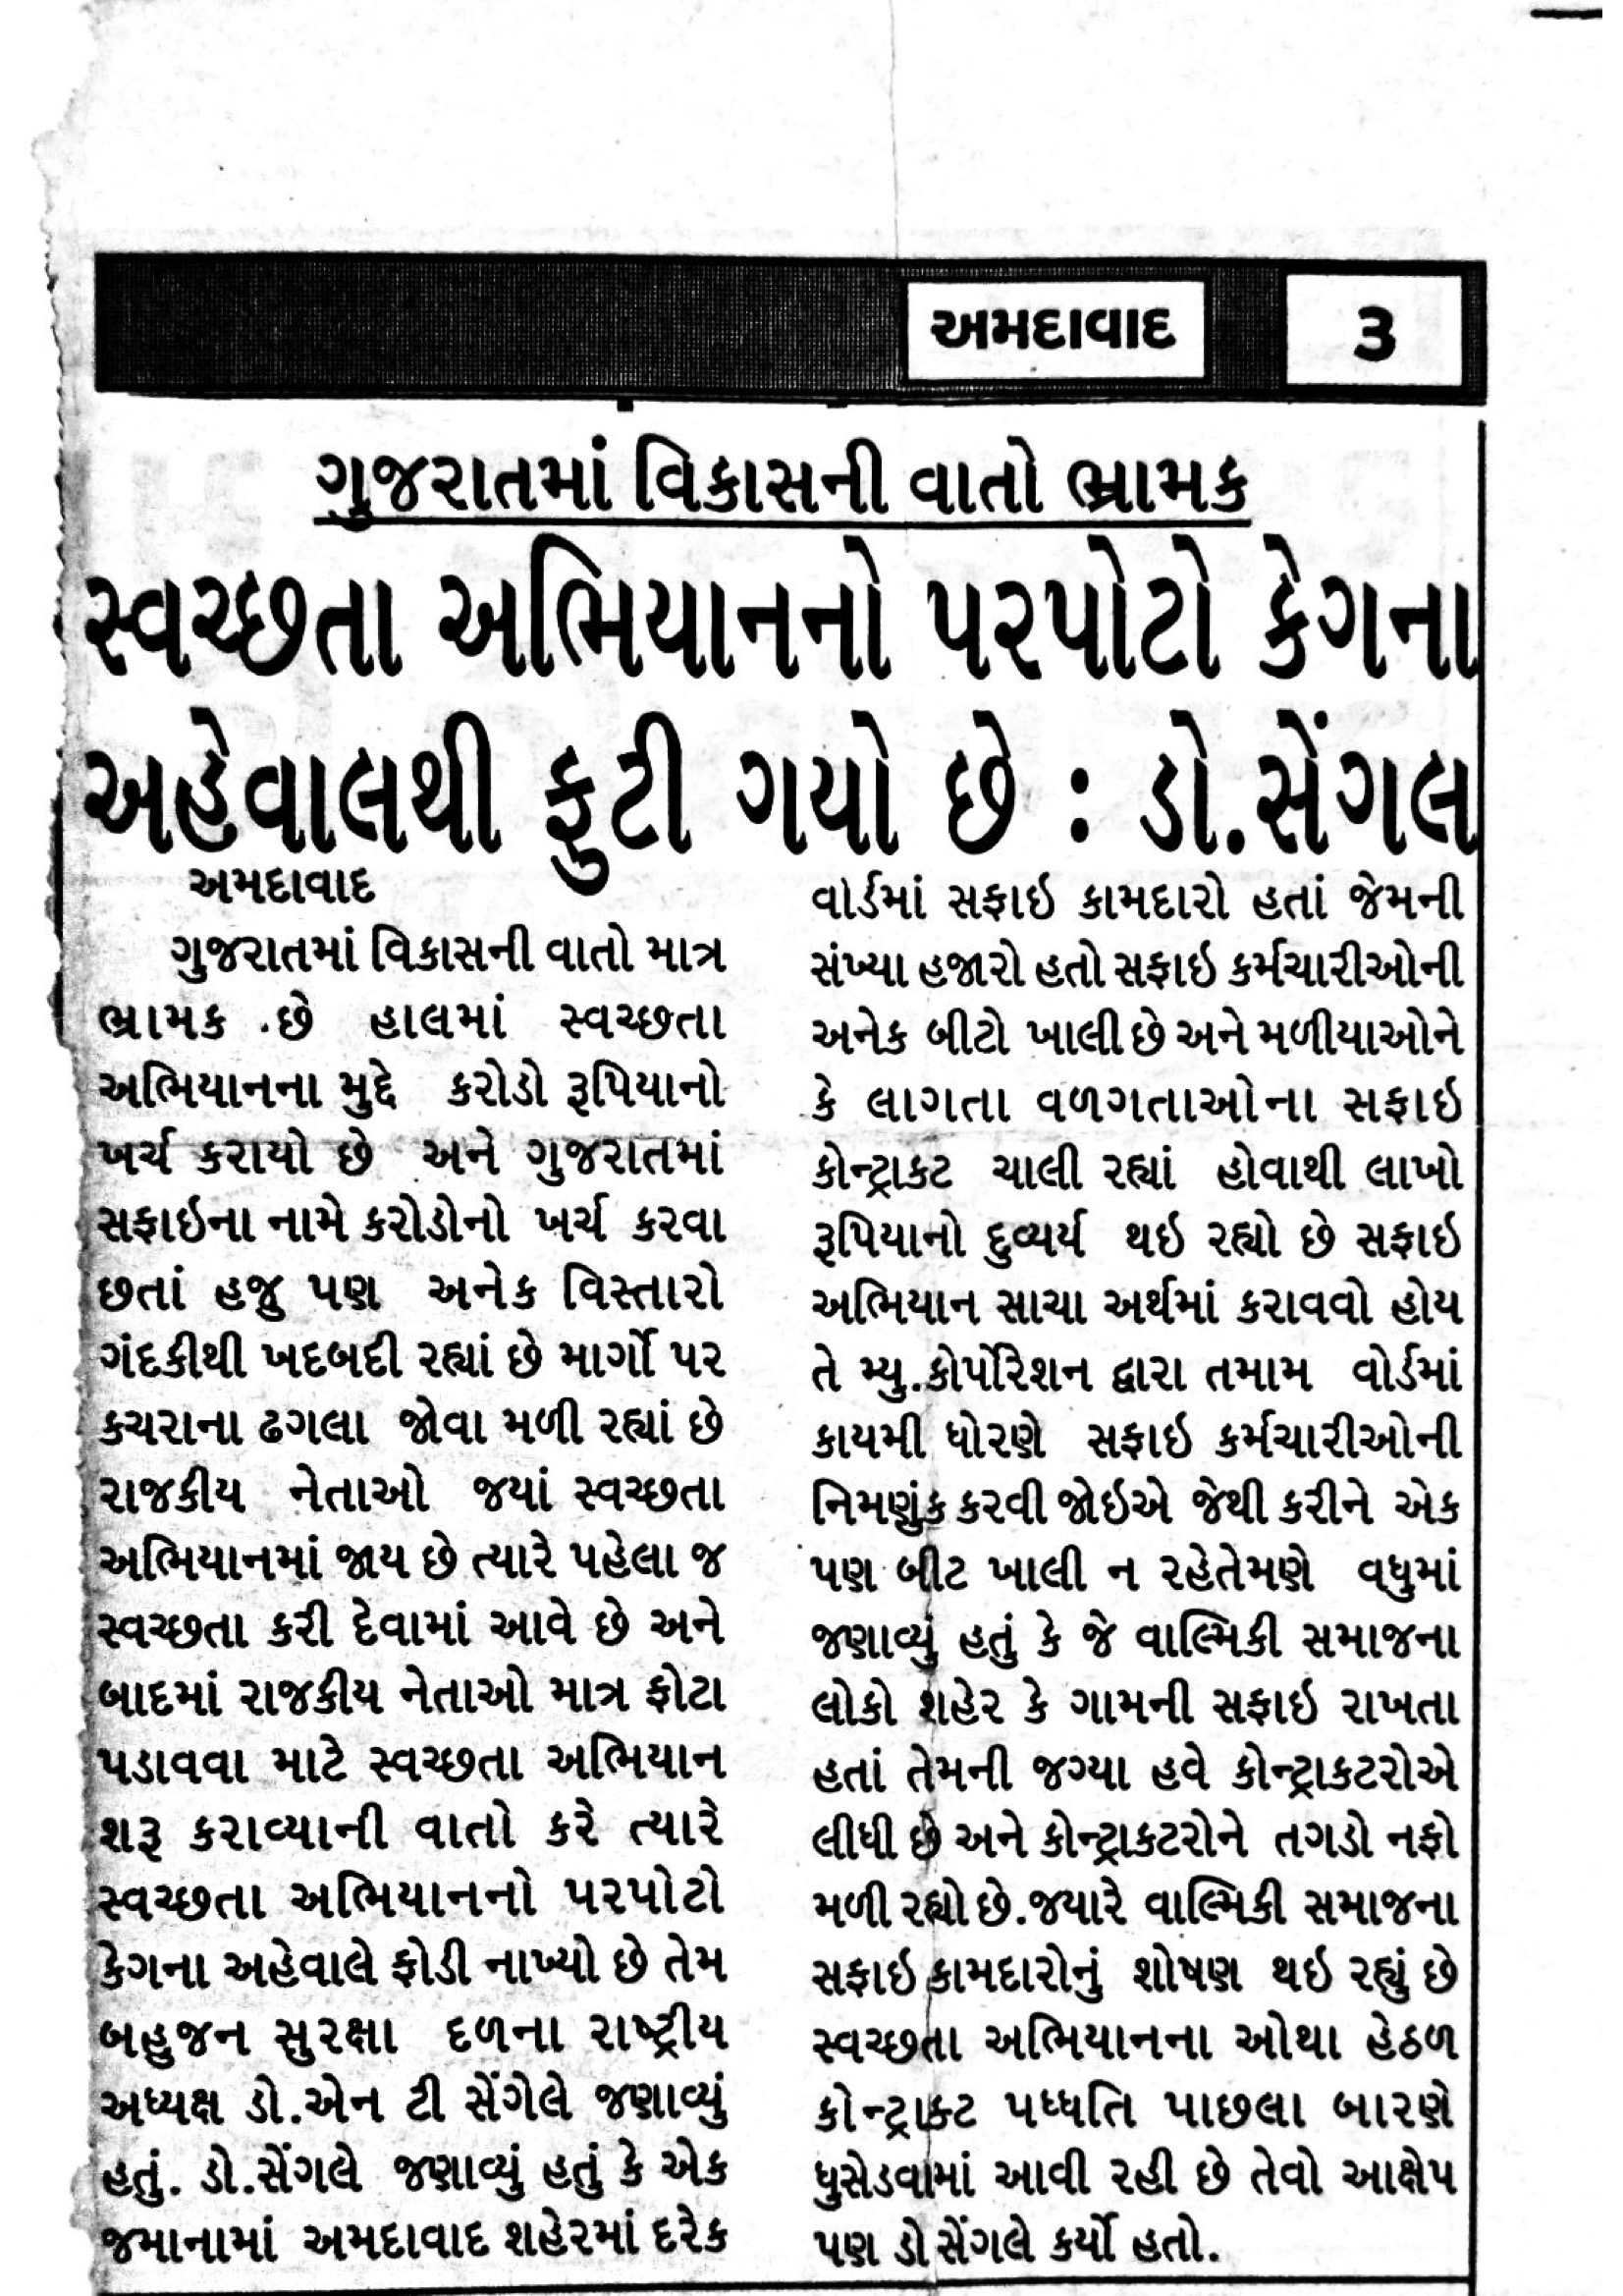 અમદાવાદ
૩
ગુજરાતમાં વિકાસની વાતો ભ્રામક
સ્વચ્છતા અભિયાનનો પરપોટો કેગના
અહેવાલથી ફુટી ગયો છે : ડો.સેંગલ
અમદાવાદ
ગુજરાતમાં વિકાસની વાતો માત્ર
ભ્રામક છે હાલમાં સ્વચ્છતા
અભિયાનના મુદ્દે કરોડો રૂપિયાનો
ખર્ચ કરાયો છે અને ગુજરાતમાં
સફાઇના નામે કરોડોનો ખર્ચ કરવા
છતાં હજુ પણ અનેક વિસ્તારો
ગંદકીથી ખદબદી રહ્યાં છે માર્ગો પર
કચરાના ઢગલા જોવા મળી રહ્યાં છે
રાજકીય નેતાઓ જયાં સ્વચ્છતા
અભિયાનમાં જાય છે ત્યારે પહેલા જ
સ્વચ્છતા કરી દેવામાં આવે છે અને
બાદમાં રાજકીય નેતાઓ માત્ર ફોટા
પડાવવા માટે સ્વચ્છતા અભિયાન
શરૂ કરાવ્યાની વાતો કરે ત્યારે
સ્વચ્છતા અભિયાનનો પરપોટો
કેગના અહેવાલે ફોડી નાખ્યો છે તેમ
બહુજન સુરક્ષા દળના રાષ્ટ્રીય
અધ્યક્ષ ડો.એન ટી સેંગેલે જણાવ્યું
હતું. ડો.સેંગલે જણાવ્યું હતું કે એક
જમાનામાં અમદાવાદ શહેરમાં દરેક
વોર્ડમાં સફાઇ કામદારો હતાં જેમની
સંખ્યા હજારો હતો સફાઇ કર્મચારીઓની
અનેક બીટો ખાલી છે અને મળીયાઓને
કે લાગતા વળગતાઓના સફાઇ
કોન્ટ્રાકટ ચાલી રહ્યાં હોવાથી લાખો
રૂપિયાનો દુવ્યર્ય થઇ રહ્યો છે સફાઇ
અભિયાન સાચા અર્થમાં કરાવવો હોય
તે મ્યુ.કોર્પોરેશન દ્વારા તમામ વોર્ડમાં
કાયમી ધોરણે સફાઇ કર્મચારીઓની
નિમણુંક કરવી જોઇએ જેથી કરીને એક
પણ બીટ ખાલી ન રહેતેમણે વધુમાં
જણાવ્યું હતું કે જે વાલ્મિકી સમાજના
લોકો શહેર કે ગામની સફાઇ રાખતા
હતાં તેમની જગ્યા હવે કોન્ટ્રાકટરોએ
લીધી છે અને કોન્ટ્રાકટરોને તગડો નફો
મળી રહ્યો છે.જયારે વાલ્મિકી સમાજના
સફાઇ કામદારોનું શોષણ થઇ રહ્યું છે
સ્વચ્છતા અભિયાનના ઓથા હેઠળ
કોન્ટ્રાકટ પધ્ધતિ પાછલા બારણે
ઘુસેડવામાં આવી રહી છે તેવો આક્ષેપ
પણ ડો સેંગલે કર્યો હતો.